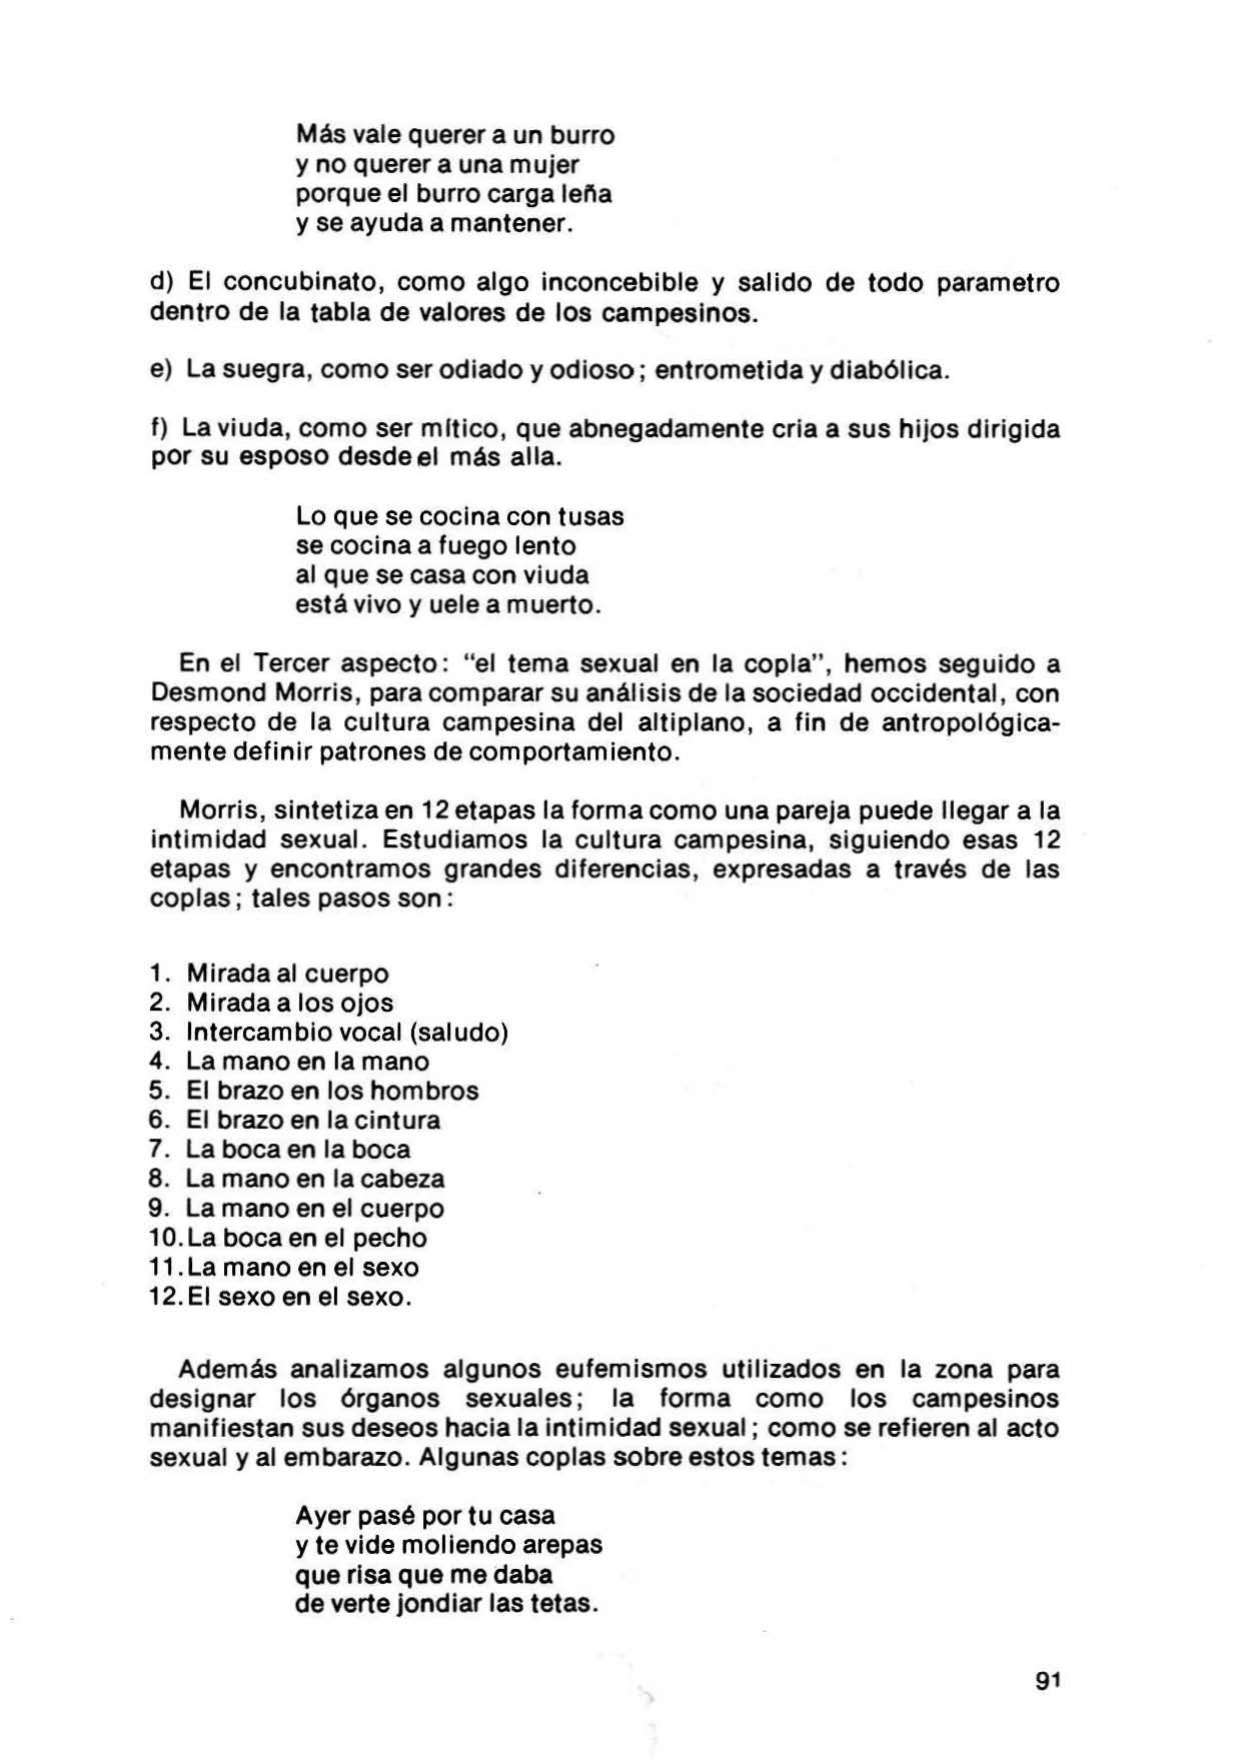 Más vale querer a un burro
y no querer a una mujer
porque el burro carga leña
y se ayuda a mantener.
d) El concubinato, como algo inconcebible y salido de todo parametro
dentro de la tabla de valores de los campesinos.
e) La suegra, como ser odiado y odioso; entrometida y diabólica.
f) La viuda, como ser mítico, que abnegadamente cria a sus hijos dirigida
por su esposo desde el más alla.
Lo que se cocina con tusas
se cocina a fuego lento
al que se casa con viuda
está vivo y uele a muerto.
En el Tercer aspecto: “el tema sexual en la copla”, hemos seguido a
Desmond Morris, para comparar su análisis de la sociedad occidental, con
respecto de la cultura campesina del altiplano, a fin de antropológica-
mente definir patrones de comportamiento.
Morris, sintetiza en 12 etapas la forma como una pareja puede llegar a la
intimidad sexual. Estudiamos la cultura campesina, siguiendo esas 12
etapas y encontramos grandes diferencias, expresadas a través de las
coplas; tales pasos son:
1. Mirada al cuerpo
2. Mirada a los ojos
3. Intercambio vocal (saludo)
4. La mano en la mano
5. El brazo en los hombros
6. El brazo en la cintura
7. La boca en la boca
8. La mano en la cabeza
9. La mano en el cuerpo
10. La boca en el pecho
11. La mano en el sexo
12. El sexo en el sexo.
Además analizamos algunos eufemismos utilizados en la zona para
designar los órganos sexuales; la forma como los campesinos
manifiestan sus deseos hacia la intimidad sexual; como se refieren al acto
sexual y al embarazo. Algunas coplas sobre estos temas:
Ayer pasé por tu casa
y te vide moliendo arepas
que risa que me daba
de verte jondiar las tetas.
91